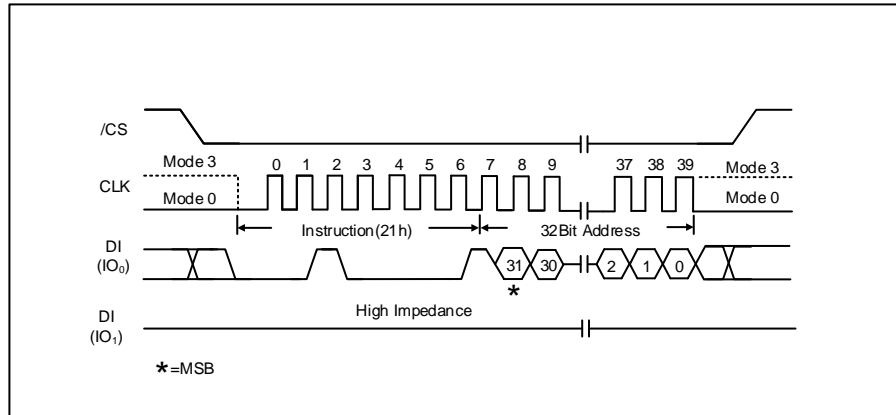 /CS
Mode 3 0 1 2 3 4 5 6 7 8 9 37 38 39 Mode 3
CLK
Mode 0 Mode 0
Instruction(21h) 32Bit Address
DI
(IO0) 31 30 2 1 0
*
High Impedance
DI
(IO1)
*=MSB